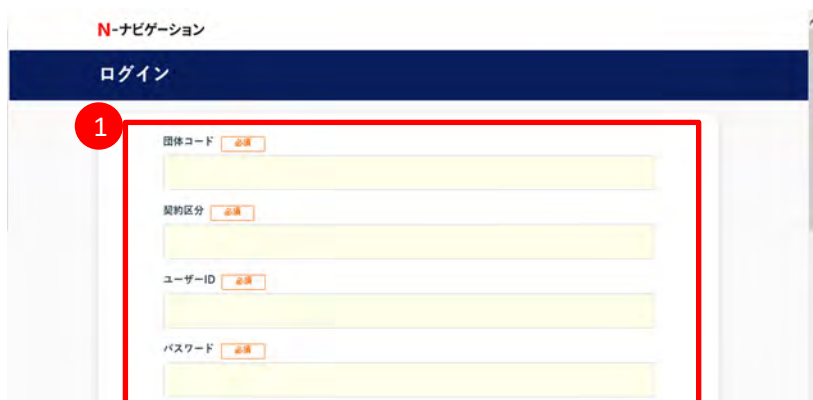 N-ナビゲーション
ログイン
1
団体コード 必須
契約区分 必須
ユーザーID 必須
パスワード 必須